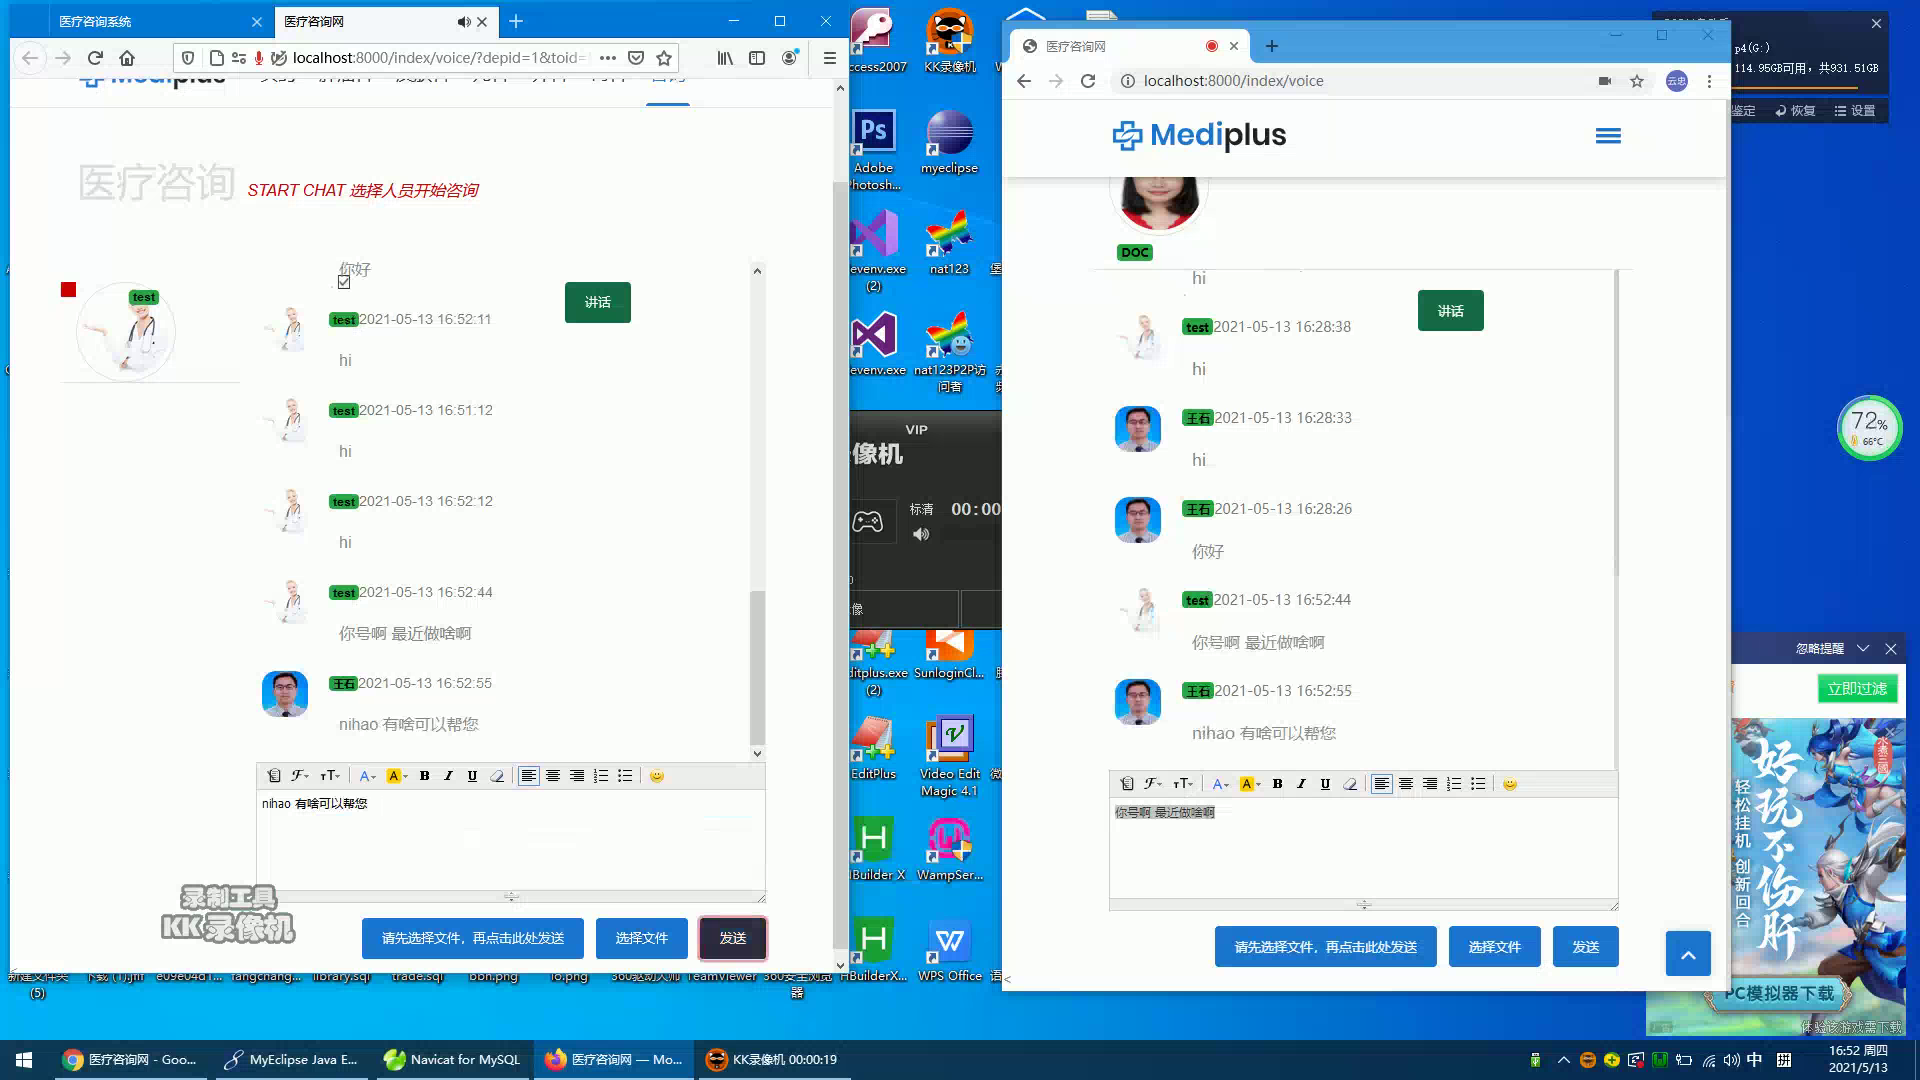 医疗咨询系统
医疗咨询网
localhost:8000/index/voice/?depid=1&toid=
Mediplus
医疗咨询
START CHAT 选择人员开始咨询
test
你好
test 2021-05-13 16:52:11
hi
test 2021-05-13 16:51:12
hi
test 2021-05-13 16:52:12
hi
test 2021-05-13 16:52:44
你号啊 最近做啥啊
王石 2021-05-13 16:52:55
nihao 有啥可以帮您
讲话
nihao 有啥可以帮您
录制工具
KK录像机
请先选择文件，再点击此处发送
选择文件
发送
(5)
library.sql
trade.sql
bbh.png
lo.png
360驱动大师
TeamViewer
360安全浏览器
ccess2007
KK录像机
Adobe
Photosh...
myeclipse
evenv.exe
(2)
nat123
evenv.exe
nat123P2P访问者
VIP
像机
标清
00:00
像
ditplus.exe
(2)
SunloginCl...
EditPlus
Video Edit
Magic 4.1
HBuilder X
WampSer...
HBuilderX...
WPS Office
医疗咨询网
localhost:8000/index/voice
云忠
Mediplus
DOC
hi
test 2021-05-13 16:28:38
hi
王石 2021-05-13 16:28:33
hi
王石 2021-05-13 16:28:26
你好
test 2021-05-13 16:52:44
你号啊 最近做啥啊
王石 2021-05-13 16:52:55
nihao 有啥可以帮您
讲话
你号啊 最近做啥啊
请先选择文件，再点击此处发送
选择文件
发送
p4(G:)
114.95GB可用，共931.51GB
鉴定
恢复
设置
72%
66°C
忽略提醒
立即过滤
水煮三國
好玩不伤肝
轻松挂机 创新回合
PC模拟器下载
体验该游戏需下载
医疗咨询网 - Goo...
MyEclipse Java E...
Navicat for MySQL
医疗咨询网 — Mo...
KK录像机 00:00:19
中
拼
16:52 周四
2021/5/13